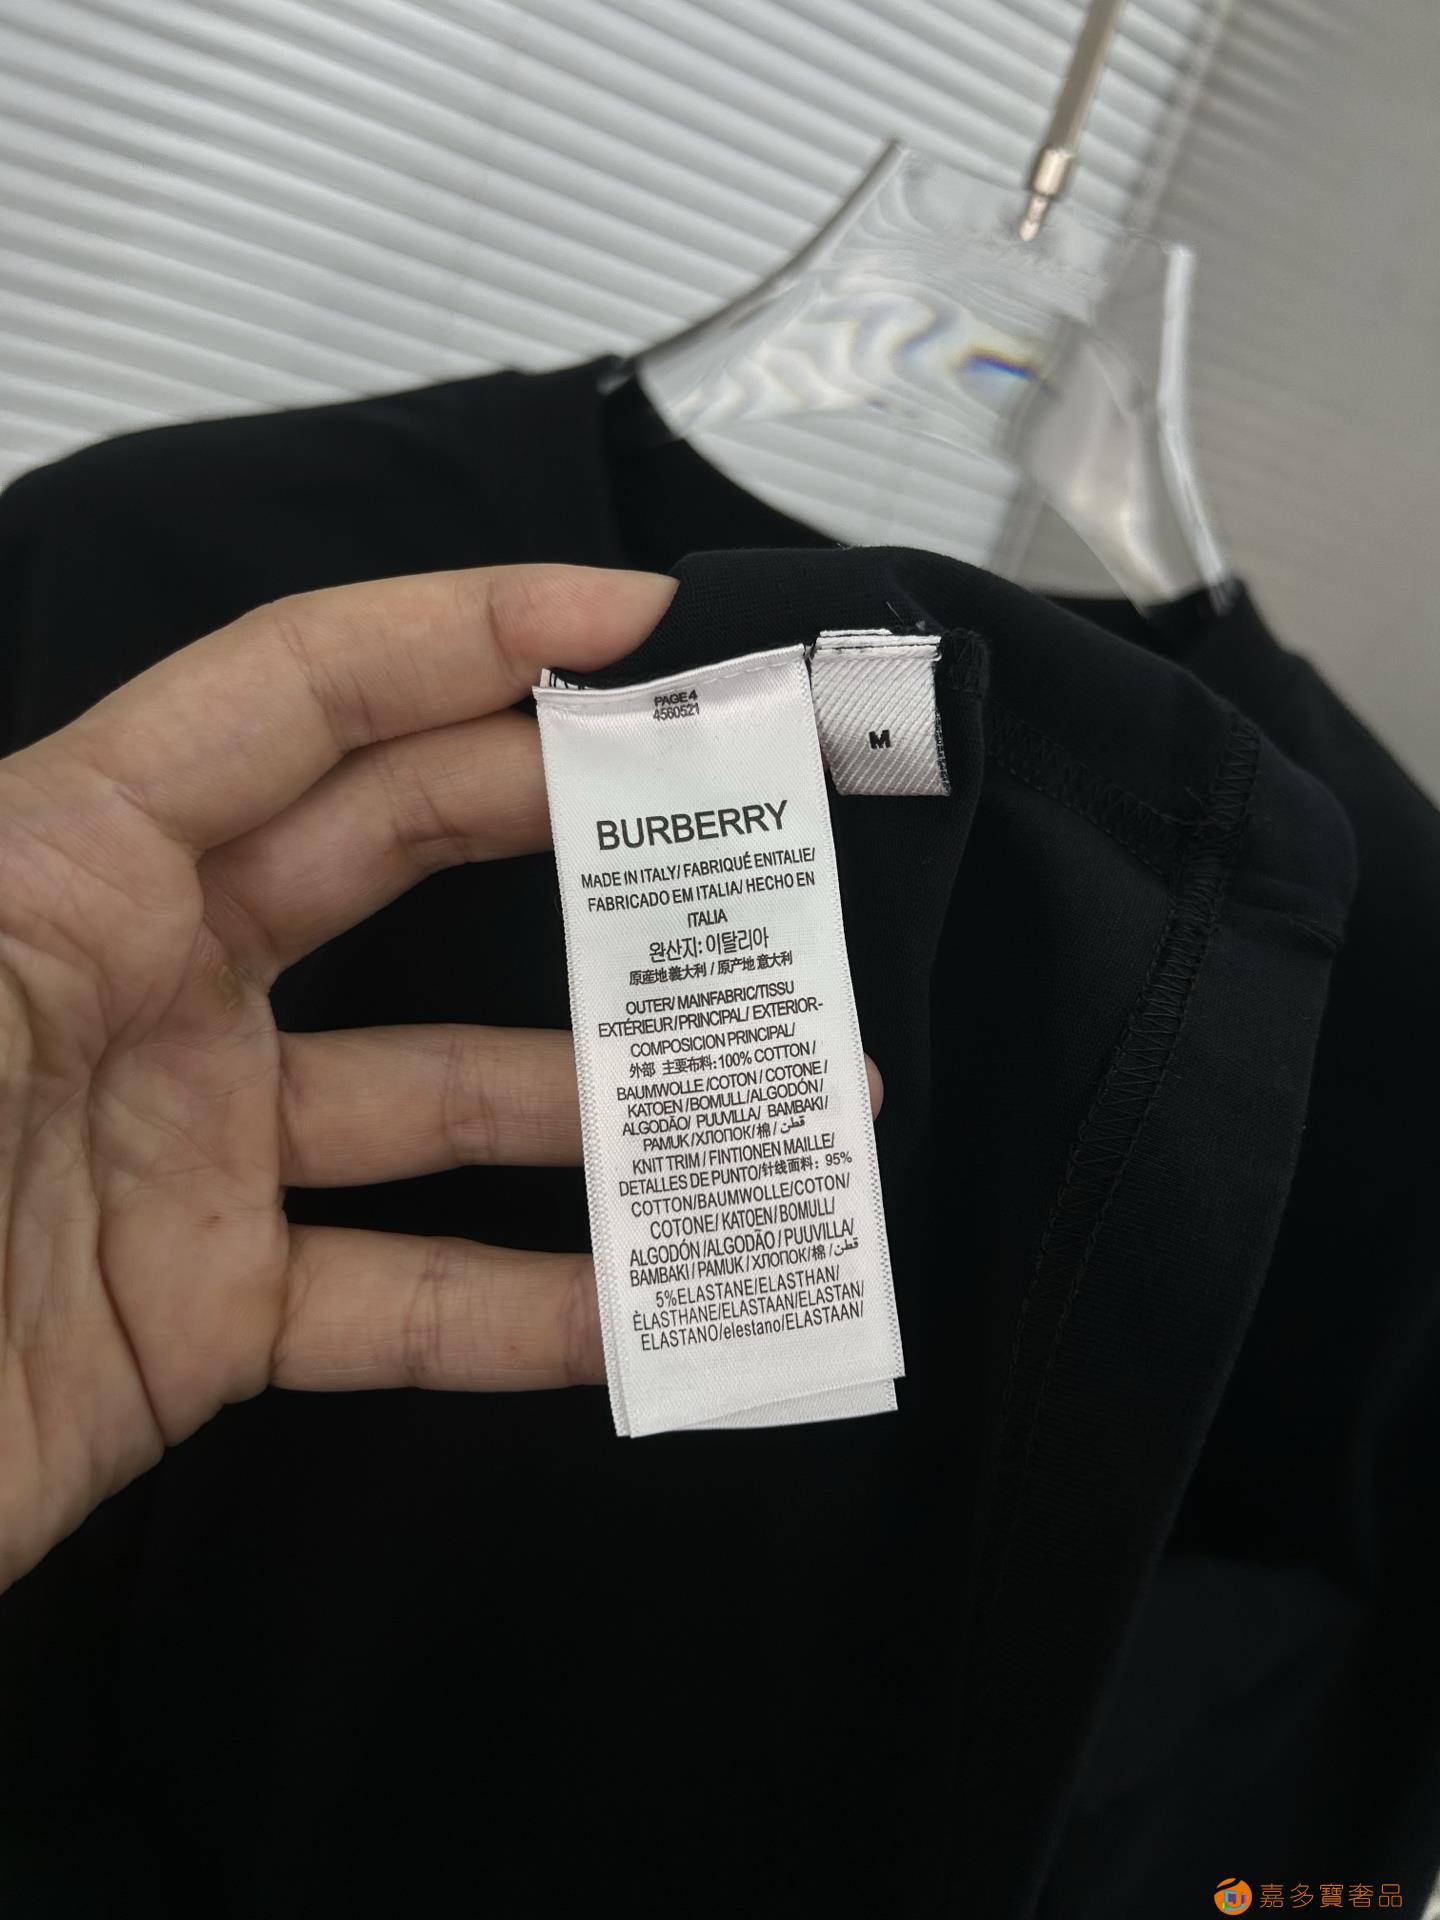 PAGE 4
4560521
M
BURBERRY
MADE IN ITALY/ FABRIQUÉ ENITALIE/
FABRICADO EM ITALIA/ HECHO EN
ITALIA
완산지: 이탈리아
原産地 義大利 / 原产地 意大利
OUTER/ MAINFABRIC/TISSU
EXTÉRIEUR/PRINCIPAL/ EXTERIOR-
COMPOSICION PRINCIPAL/
外部 主要布料: 100% COTTON /
BAUMWOLLE /COTON / COTONE /
KATOEN /BOMULL/ALGODÓN/
ALGODÃO/ PUUVILLA/ BAMBAKI/
PAMUK/ХЛОПОК/棉/ قطن/
KNIT TRIM / FINTIONEN MAILLE/
DETALLES DE PUNTO/针线面料: 95%
COTTON/BAUMWOLLE/COTON/
COTONE/ KATOEN/BOMULL/
ALGODÓN /ALGODÃO / PUUVILLA/
BAMBAKI / PAMUK / ХЛОПОК/棉 / قطن/
5%ELASTANE/ELASTHAN/
ÈLASTHANE/ELASTAAN/ELASTAN/
ELASTANO/elestano/ELASTAAN/
嘉多寶奢品